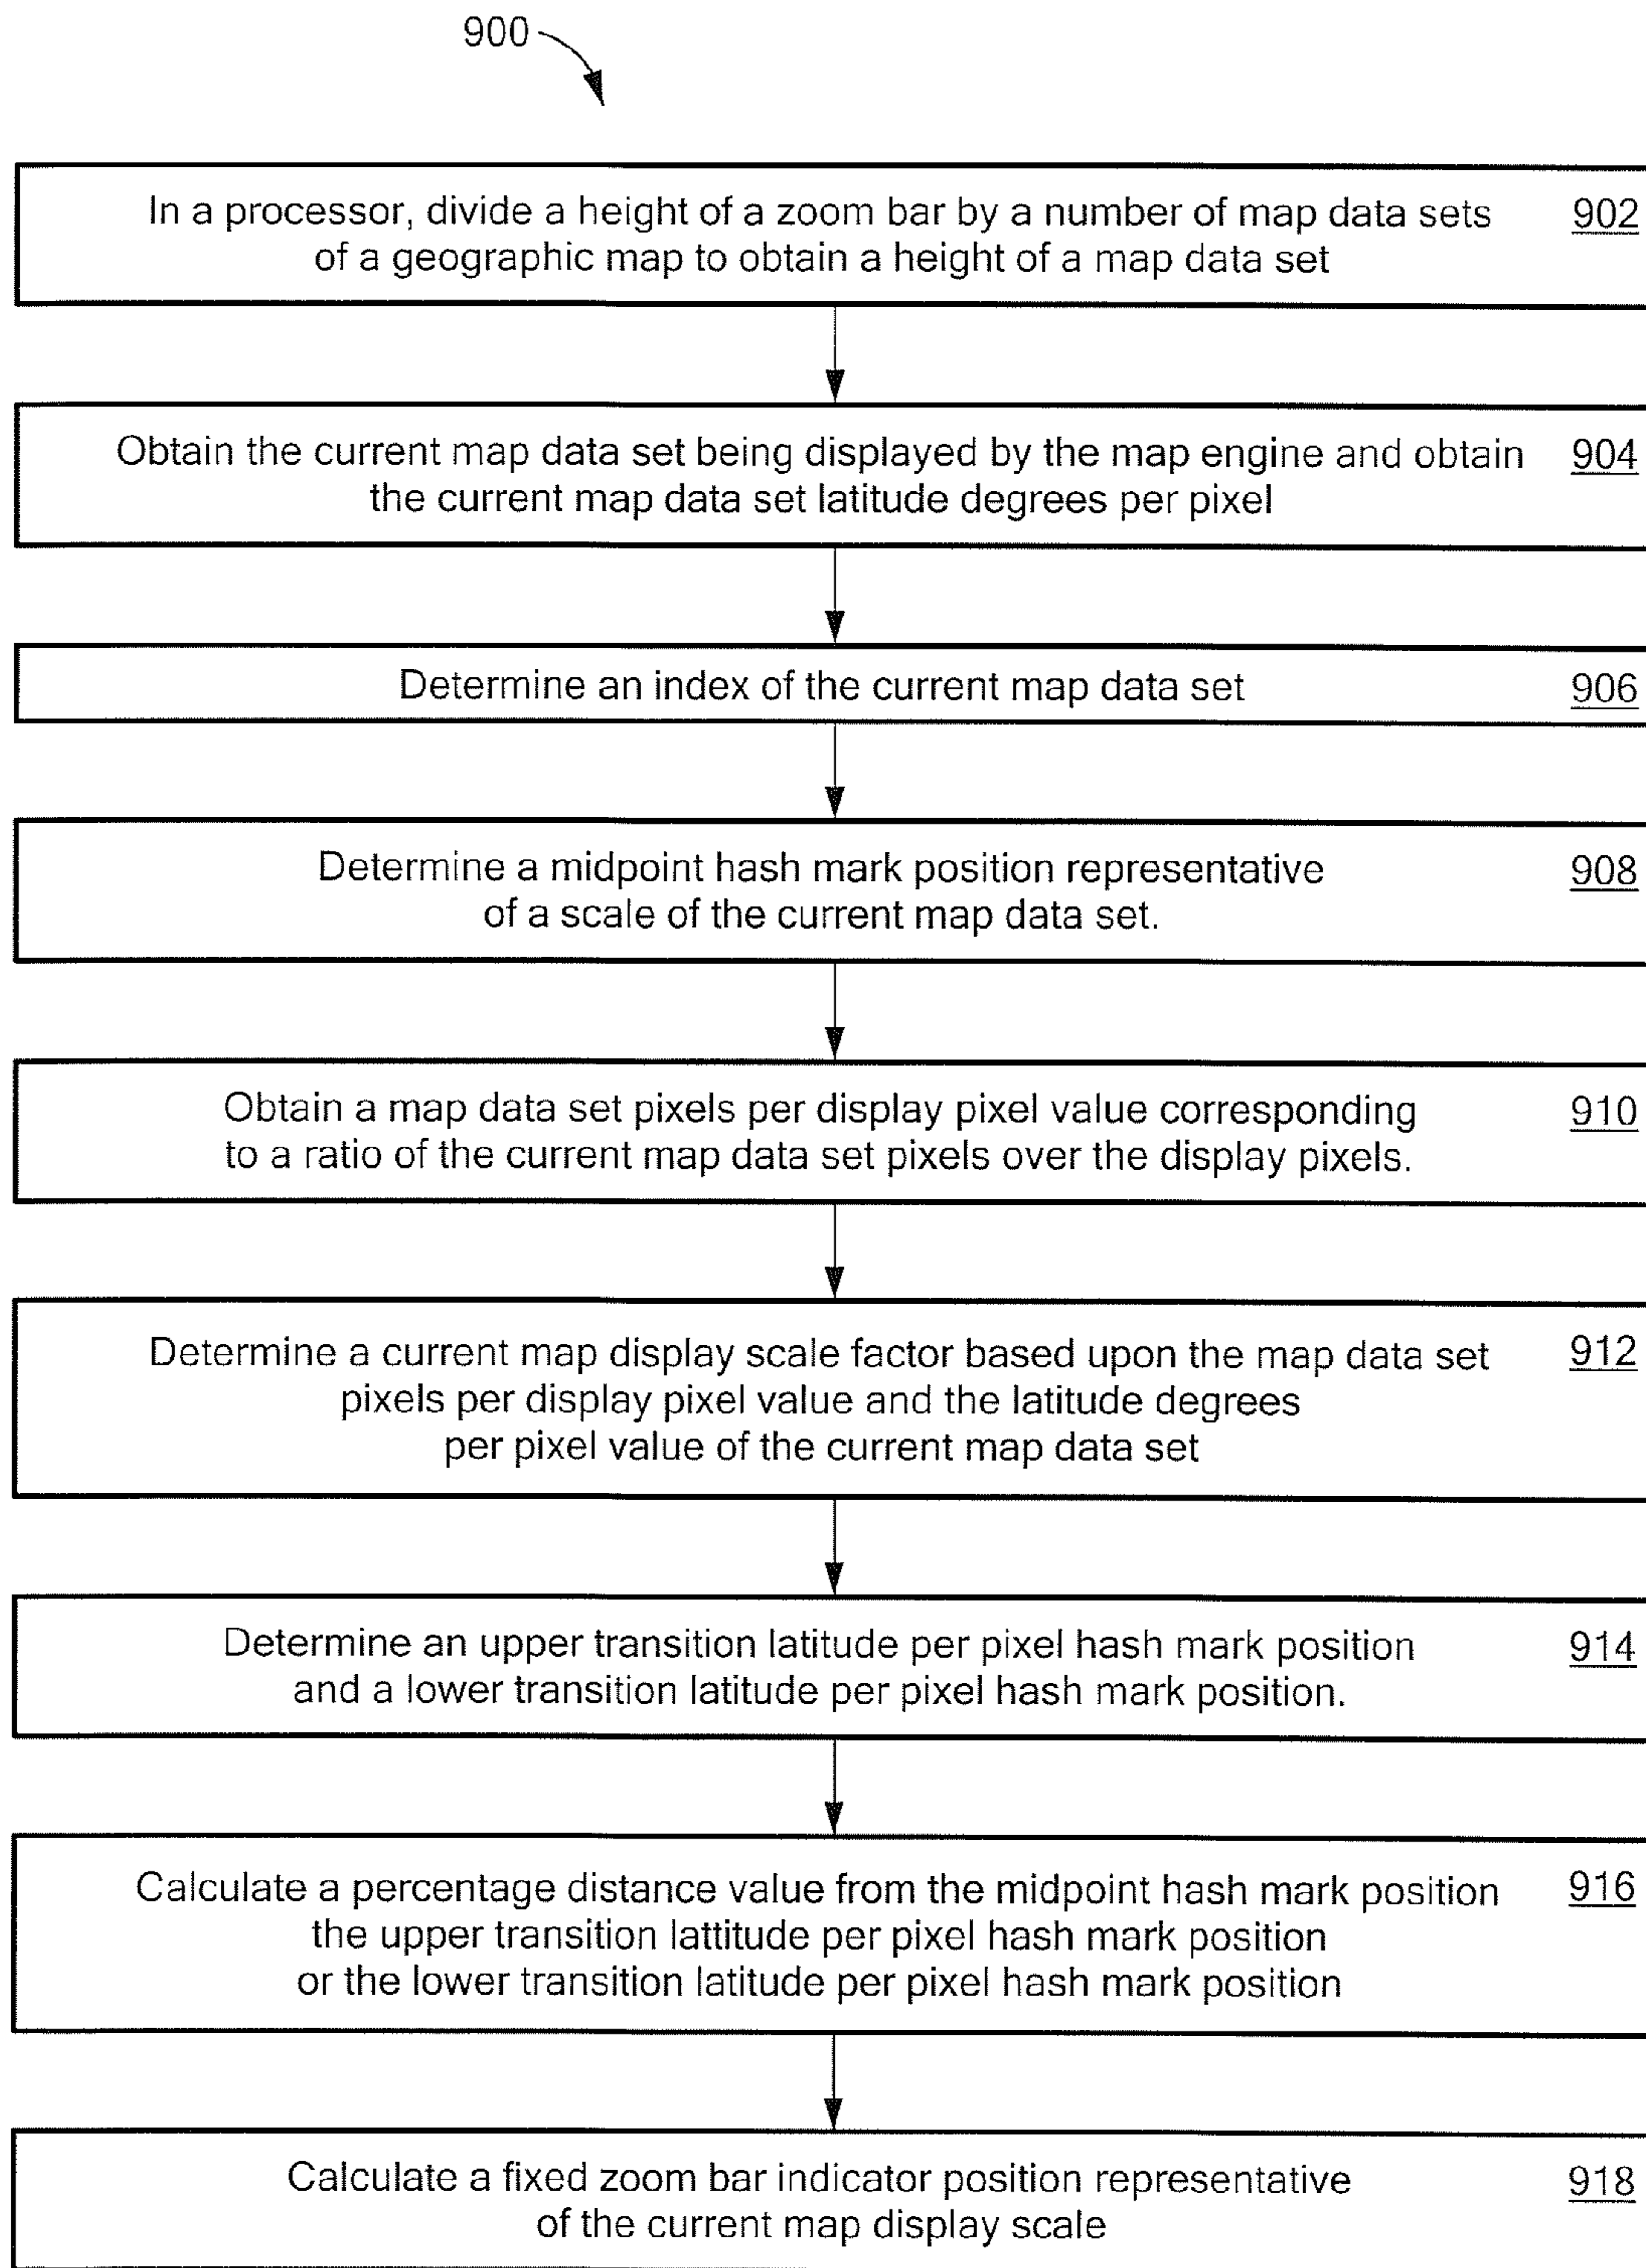 900
In a processor, divide a height of a zoom bar by a number of map data sets 902
of a geographic map to obtain a height of a map data set
Obtain the current map data set being displayed by the map engine and obtain 904
the current map data set latitude degrees per pixel
Determine an index of the current map data set 906
Determine a midpoint hash mark position representative 908
of a scale of the current map data set.
Obtain a map data set pixels per display pixel value corresponding 910
to a ratio of the current map data set pixels over the display pixels.
Determine a current map display scale factor based upon the map data set 912
pixels per display pixel value and the latitude degrees
per pixel value of the current map data set
Determine an upper transition latitude per pixel hash mark position 914
and a lower transition latitude per pixel hash mark position.
Calculate a percentage distance value from the midpoint hash mark position 916
the upper transition lattitude per pixel hash mark position
or the lower transition latitude per pixel hash mark position
Calculate a fixed zoom bar indicator position representative 918
of the current map display scale